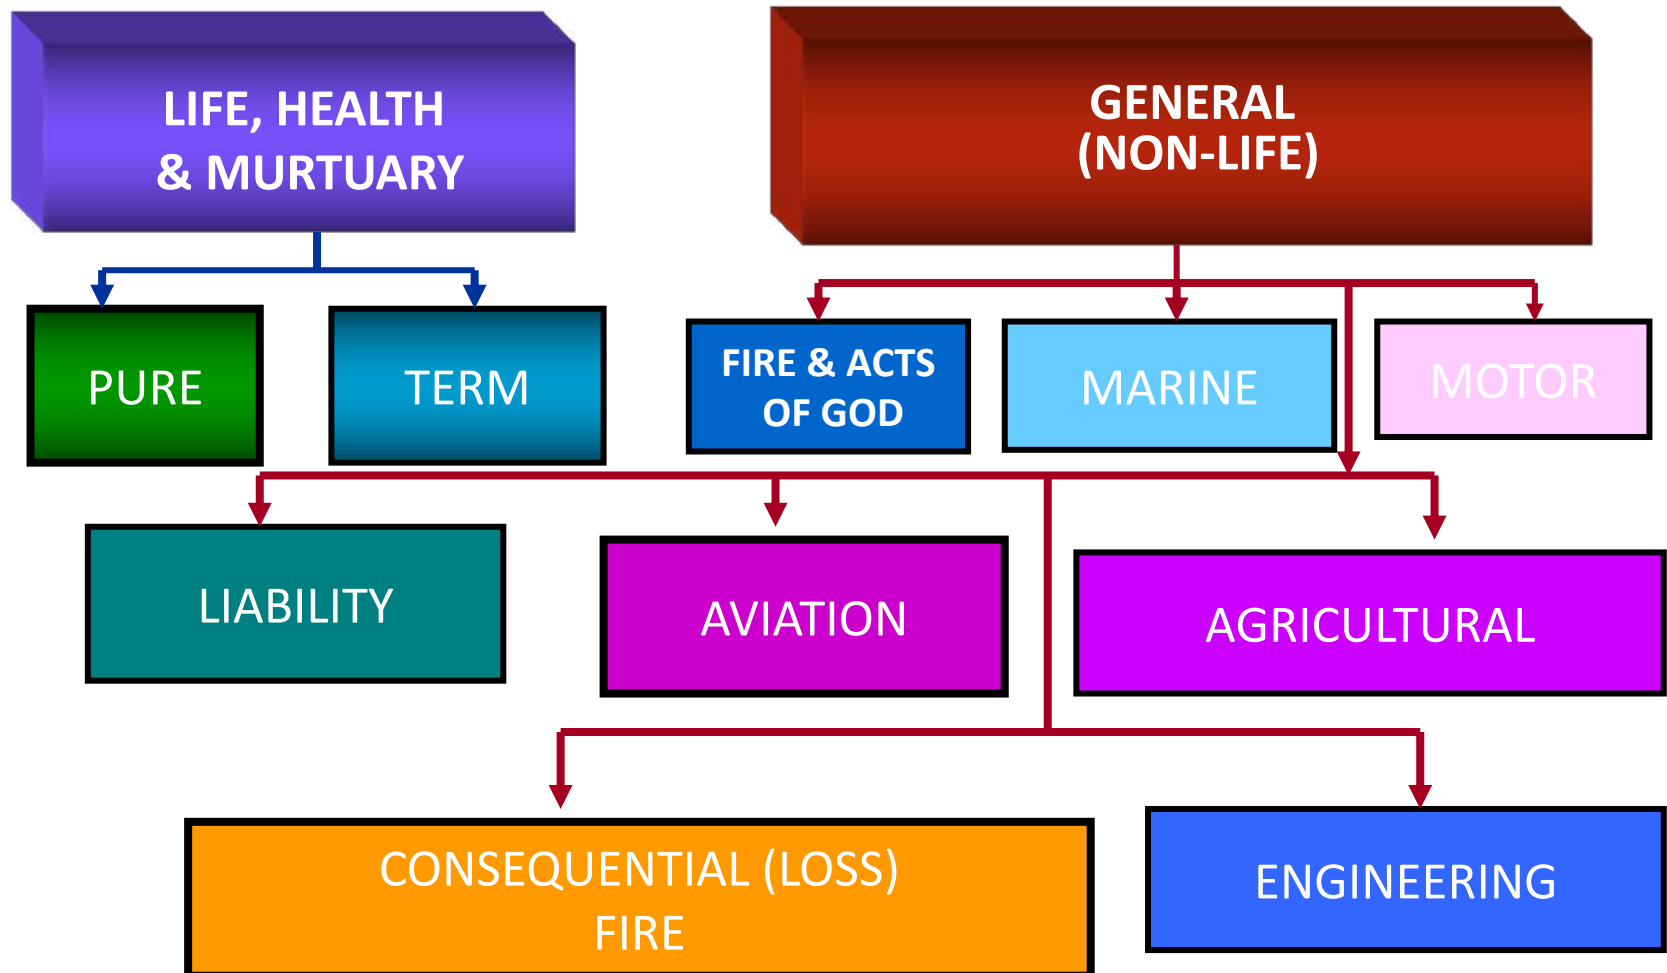 LIFE, HEALTH
& MURTUARY
GENERAL
(NON-LIFE)
PURE
TERM
FIRE & ACTS
OF GOD
MARINE
MOTOR
LIABILITY
AVIATION
AGRICULTURAL
CONSEQUENTIAL (LOSS)
FIRE
ENGINEERING